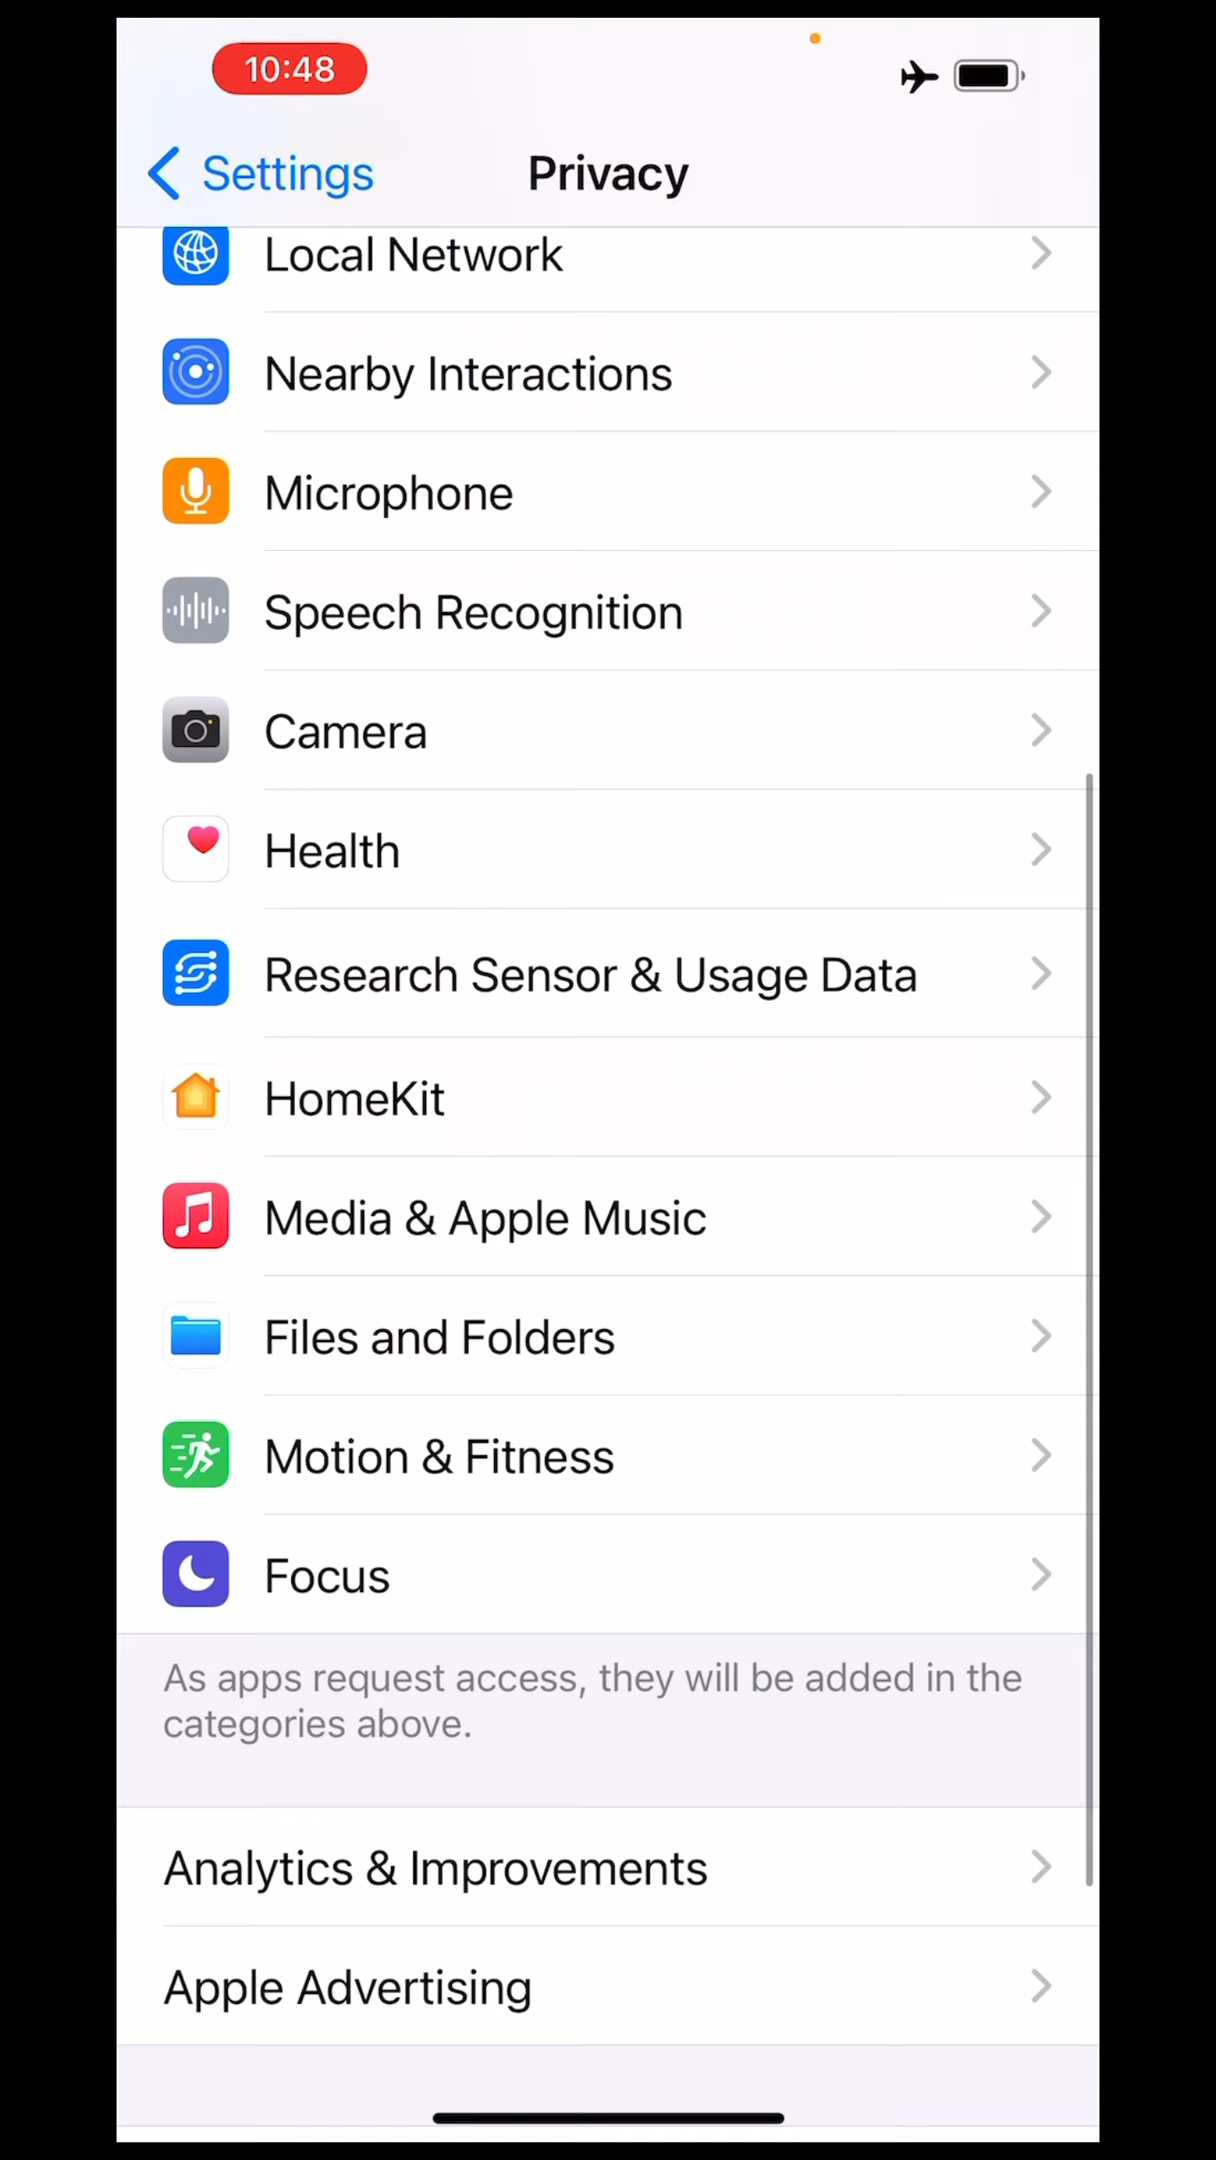 10:48
Settings
Privacy
Local Network
Nearby Interactions
Microphone
Speech Recognition
Camera
Health
Research Sensor & Usage Data
HomeKit
Media & Apple Music
Files and Folders
Motion & Fitness
Focus
As apps request access, they will be added in the
categories above.
Analytics & Improvements
Apple Advertising